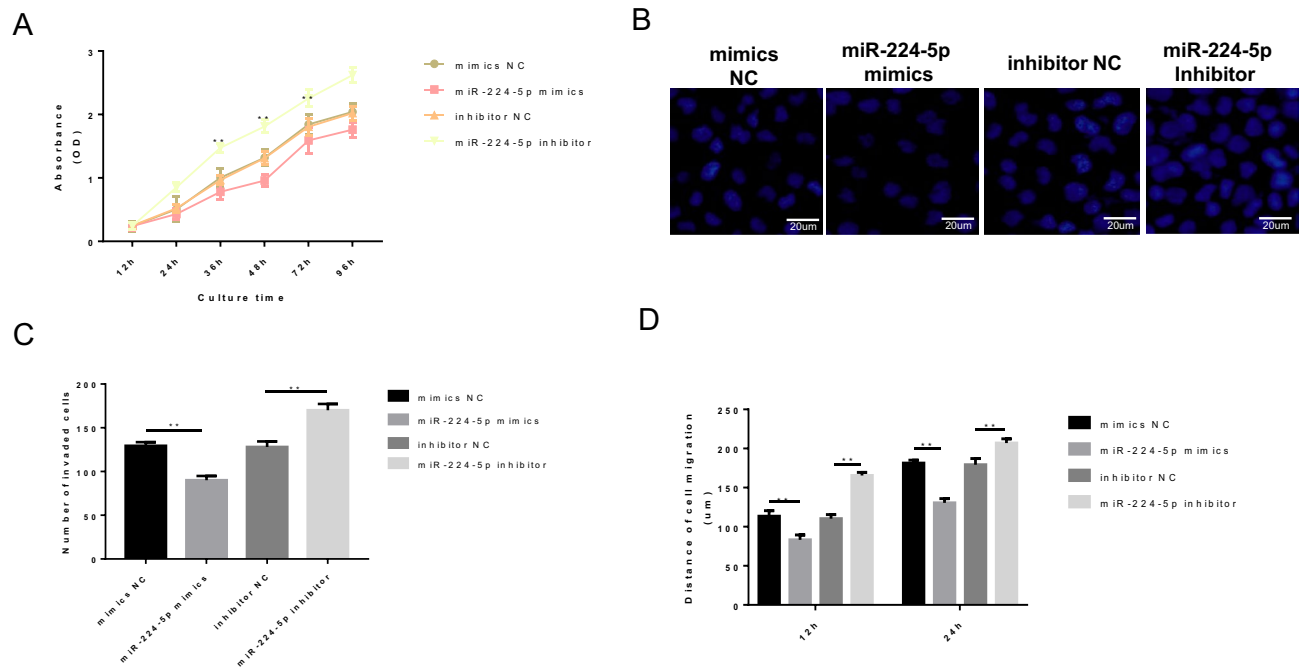 A
3
2
1
0
Absorbance
(OD)
**
**
**
12h
24h
36h
48h
72h
96h
Culture time
mimics NC
miR-224-5p mimics
inhibitor NC
miR-224-5p inhibitor
B
mimics
NC
miR-224-5p
mimics
inhibitor NC
miR-224-5p
Inhibitor
20um
20um
20um
20um
C
200
150
100
50
0
Number of invaded cells
**
**
mimics NC
miR-224-5p mimics
inhibitor NC
miR-224-5p inhibitor
mimics NC
miR-224-5p mimics
inhibitor NC
miR-224-5p inhibitor
D
250
200
150
100
50
0
Distance of cell migration
(um)
**
**
**
**
12h
24h
mimics NC
miR-224-5p mimics
inhibitor NC
miR-224-5p inhibitor